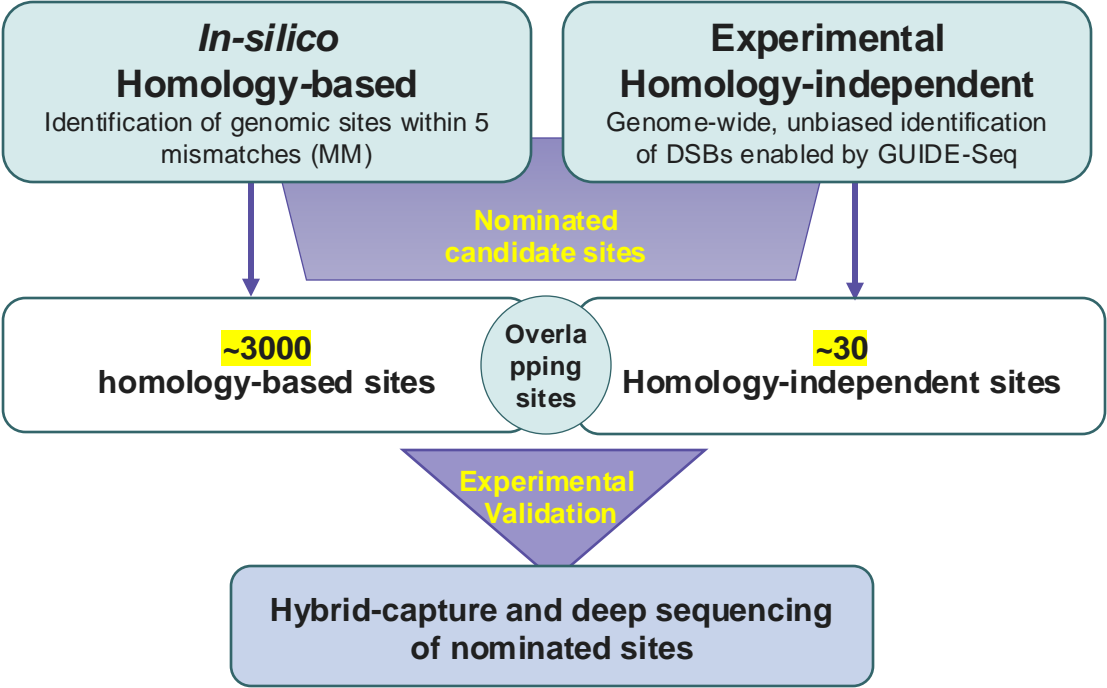 In-silico
Homology-based
Identification of genomic sites within 5
mismatches (MM)
Experimental
Homology-independent
Genome-wide, unbiased identification
of DSBs enabled by GUIDE-Seq
Nominated
candidate sites
~3000
homology-based sites
Overla
pping
sites
~30
Homology-independent sites
Experimental
Validation
Hybrid-capture and deep sequencing
of nominated sites